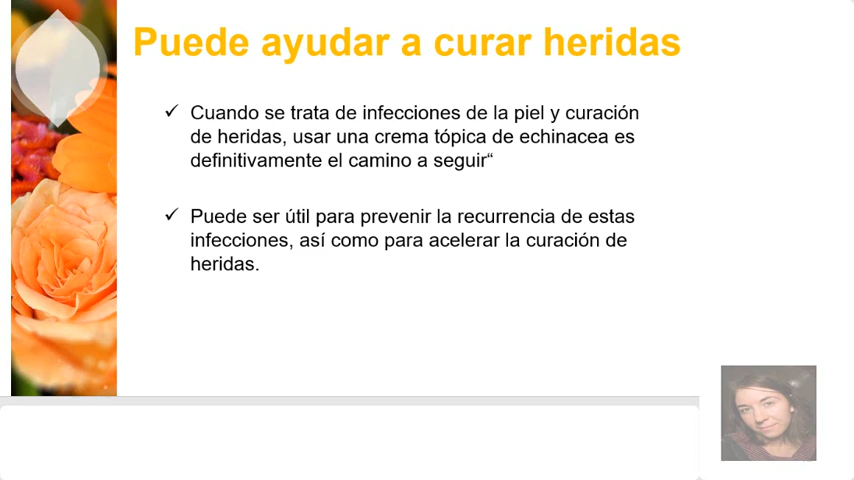 Puede ayudar a curar heridas
✓ Cuando se trata de infecciones de la piel y curación
de heridas, usar una crema tópica de echinacea es
definitivamente el camino a seguir“
✓ Puede ser útil para prevenir la recurrencia de estas
infecciones, así como para acelerar la curación de
heridas.